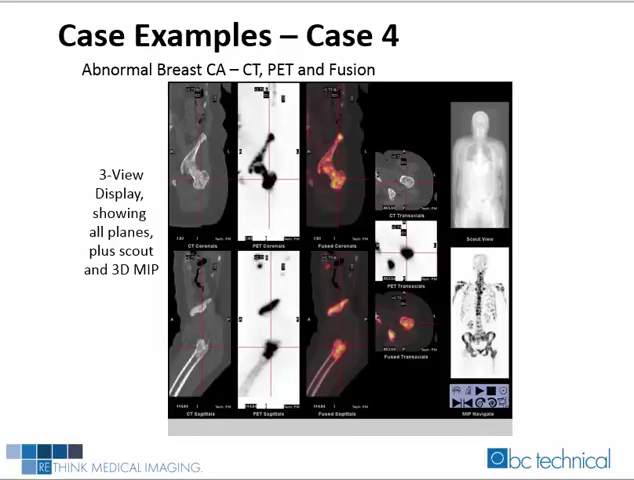 Case Examples – Case 4
Abnormal Breast CA – CT, PET and Fusion
3-View
Display,
showing
all planes,
plus scout
and 3D MIP
CT Coronals
PET Coronals
Fused Coronals
CT Transaxials
PET Transaxials
Fused Transaxials
Scout View
CT Sagittals
PET Sagittals
Fused Sagittals
MIP Navigate
RETHINK MEDICAL IMAGING.
bc technical